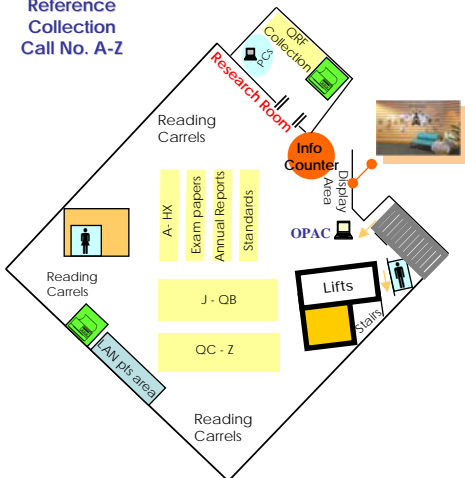 Reference
Collection
Call No. A-Z
QRF
Collection
PCs
Research Room
Reading
Carrels
Info
Counter
Display
Area
A- HX
Exam papers
Annual Reports
Standards
OPAC
Reading
Carrels
Lifts
J - QB
Stairs
QC - Z
LAN pts area
Reading
Carrels